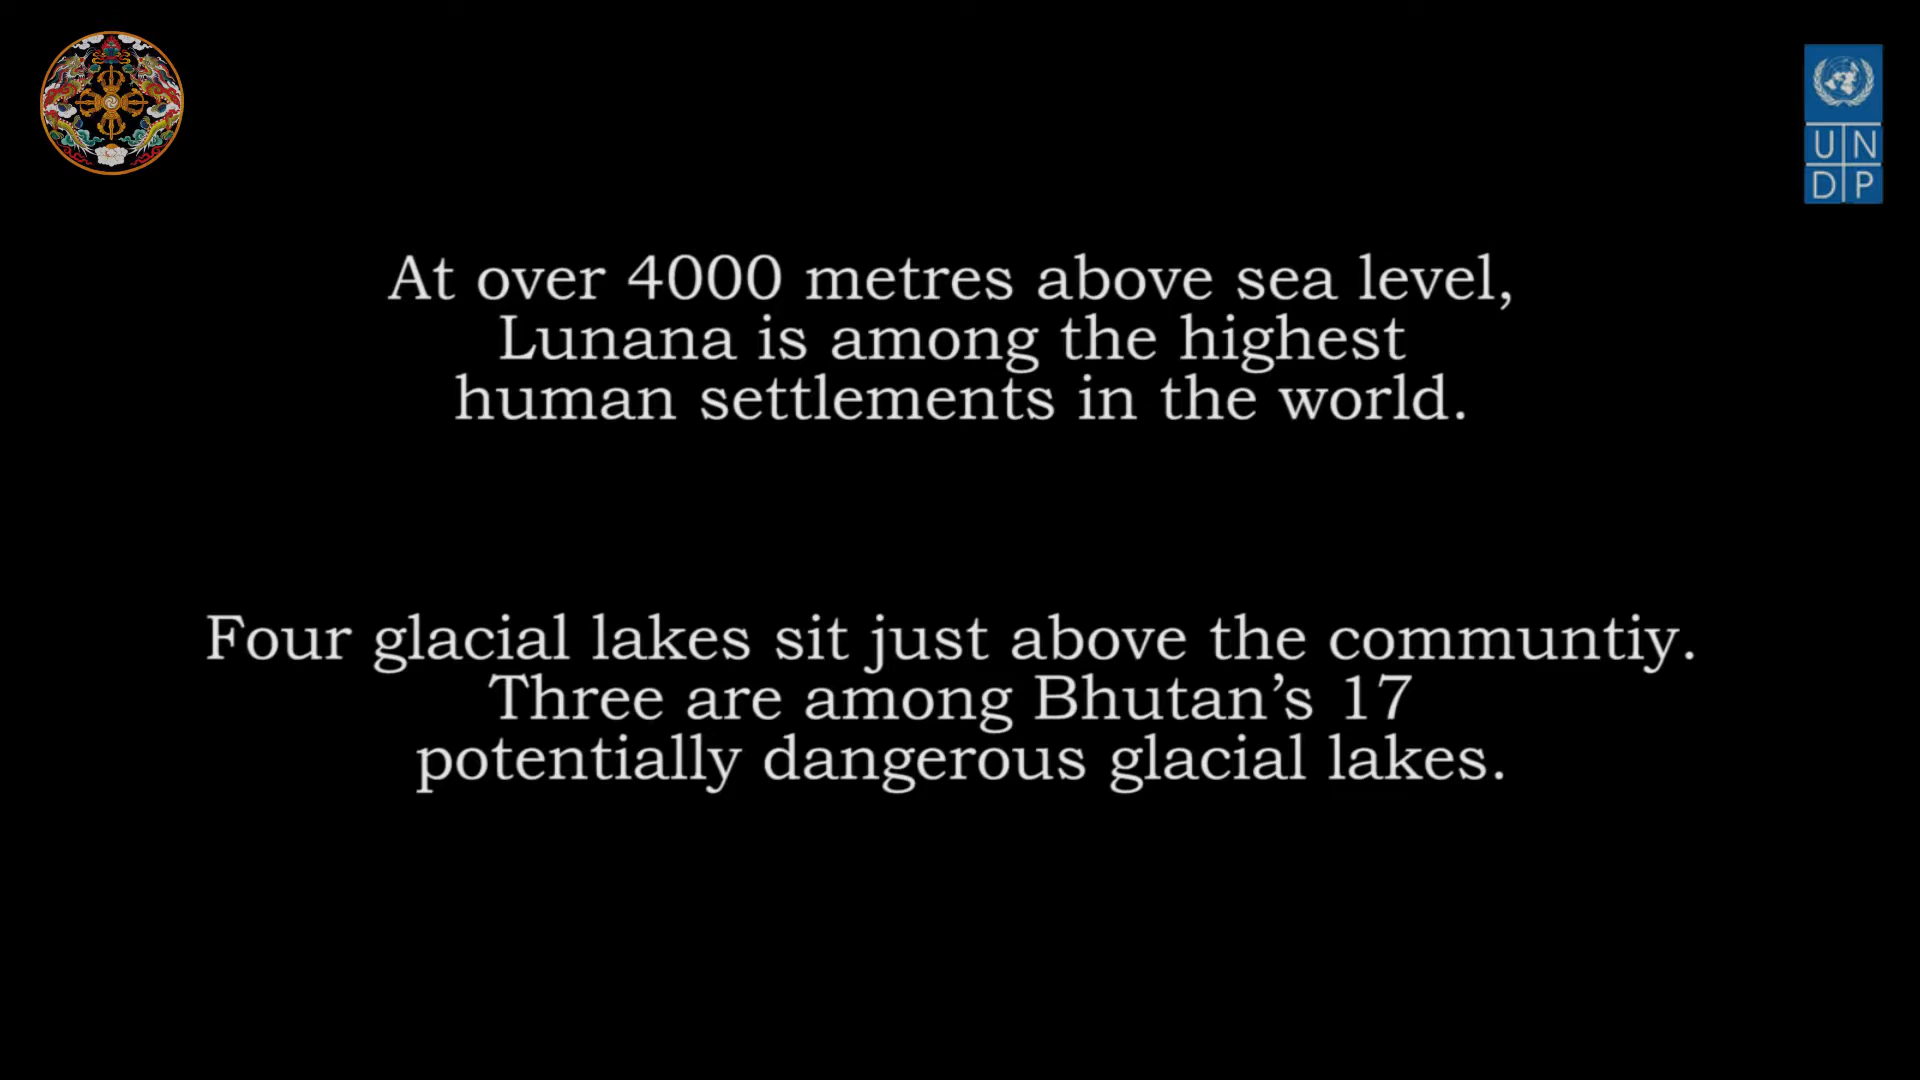 U N
D P
At over 4000 metres above sea level,
Lunana is among the highest
human settlements in the world.
Four glacial lakes sit just above the communtiy.
Three are among Bhutan’s 17
potentially dangerous glacial lakes.